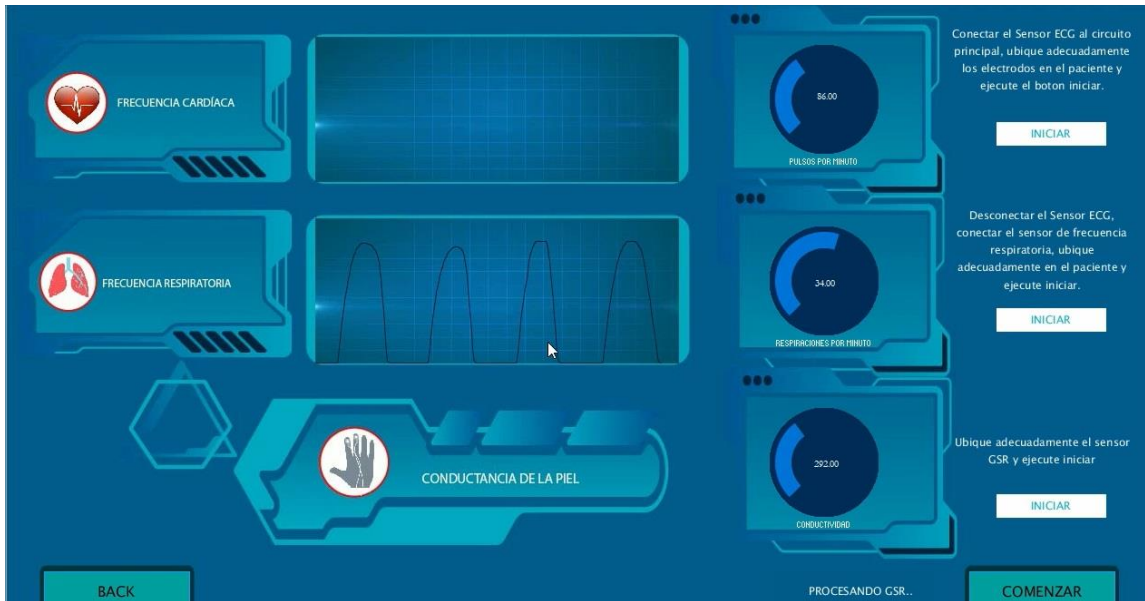 FRECUENCIA CARDÍACA
86.00
PULSOS POR MINUTO
Conectar el Sensor ECG al circuito
principal, ubique adecuadamente
los electrodos en el paciente y
ejecute el boton iniciar.
INICIAR
FRECUENCIA RESPIRATORIA
34.00
RESPIRACIONES POR MINUTO
Desconectar el Sensor ECG,
conectar el sensor de frecuencia
respiratoria, ubique
adecuadamente en el paciente y
ejecute iniciar.
INICIAR
CONDUCTANCIA DE LA PIEL
292.00
CONDUCTIVIDAD
Ubique adecuadamente el sensor
GSR y ejecute iniciar
INICIAR
BACK
PROCESANDO GSR..
COMENZAR